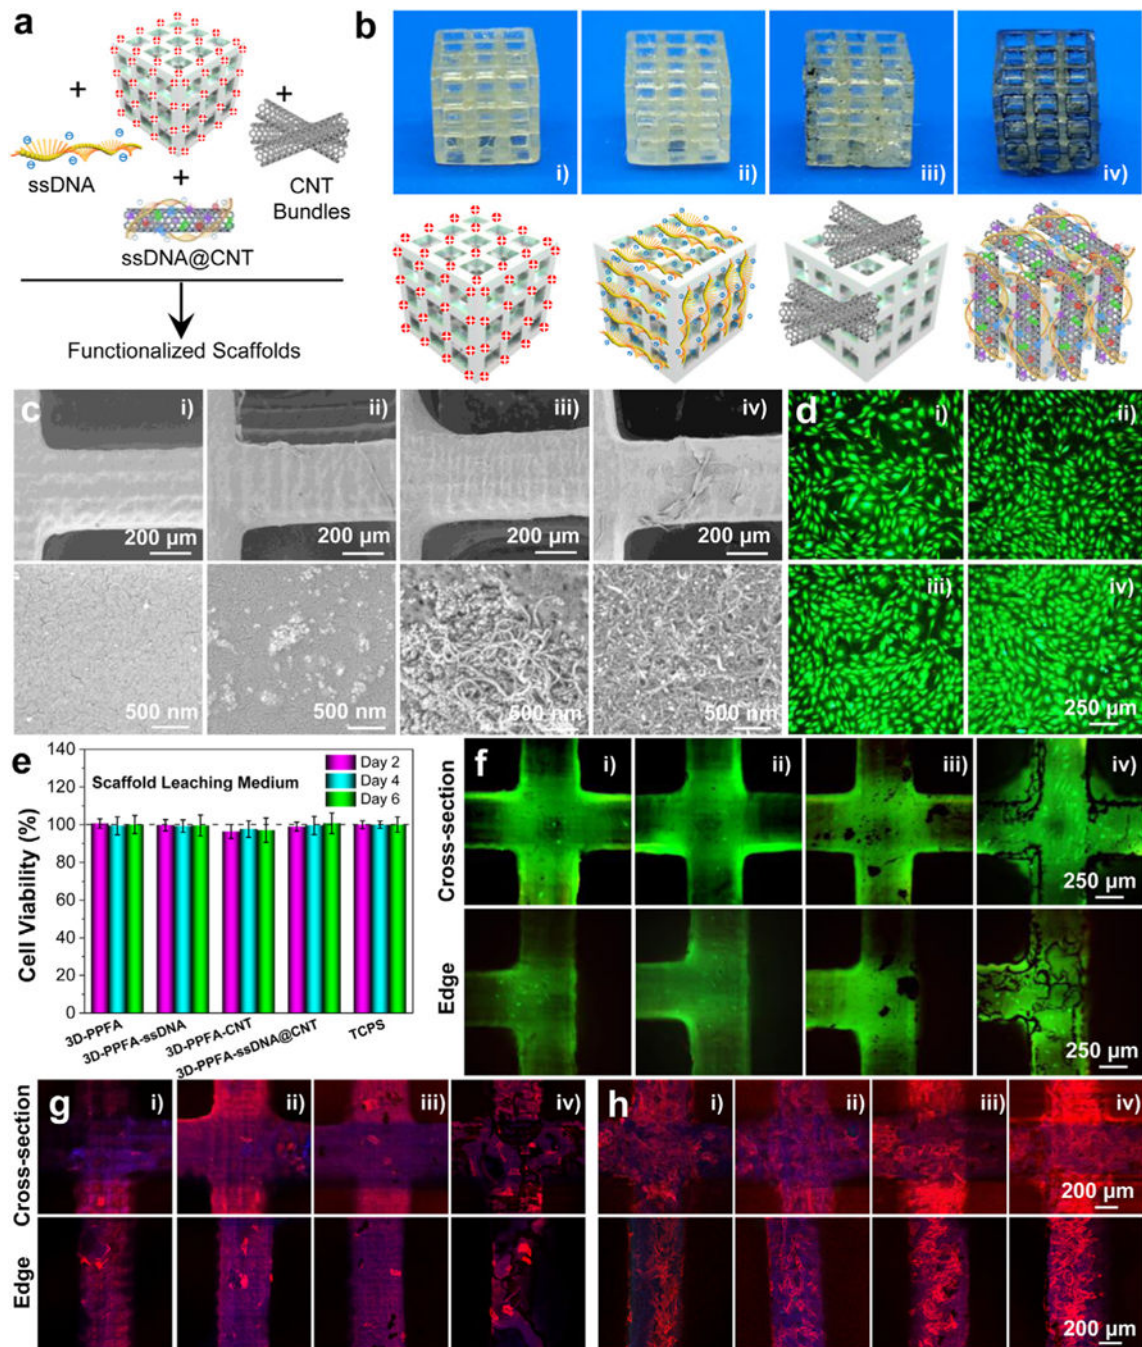 a
+
+
ssDNA
+
CNT
Bundles
ssDNA@CNT
Functionalized Scaffolds
b
i)
ii)
iii)
iv)
c
i)
ii)
iii)
iv)
200 µm
200 µm
200 µm
200 µm
500 nm
500 nm
500 nm
500 nm
d
i)
ii)
iii)
iv)
250 µm
e
140
120
100
80
60
40
20
0
Cell Viability (%)
Scaffold Leaching Medium
Day 2
Day 4
Day 6
3D-PPFA
3D-PPFA-ssDNA
3D-PPFA-CNT
3D-PPFA-ssDNA@CNT
TCPS
f
i)
ii)
iii)
iv)
Cross-section
250 µm
Edge
250 µm
g
i)
ii)
iii)
iv)
Cross-section
Edge
h
i)
ii)
iii)
iv)
200 µm
200 µm